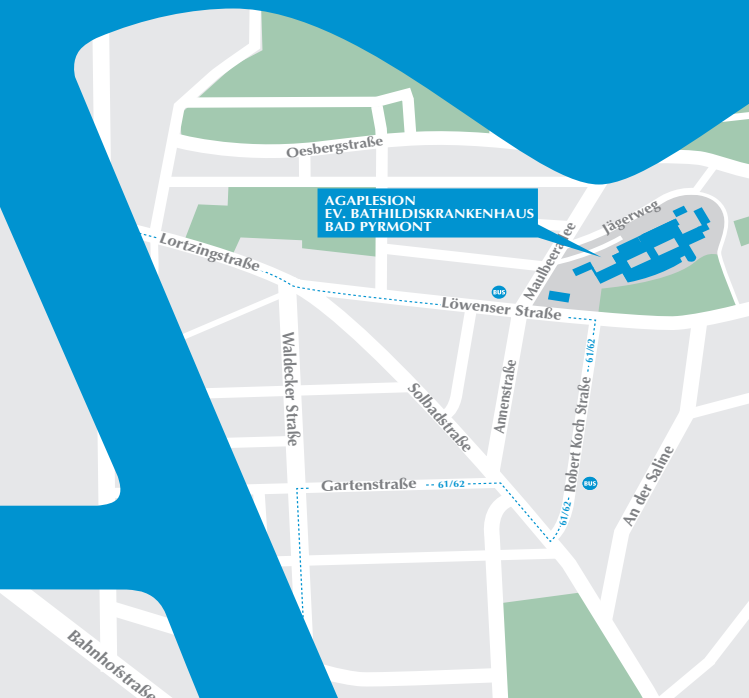 Oesbergstraße
AGAPLESION
EV. BATHILDISKRANKENHAUS
BAD PYRMONT
Jägerweg
Lortzingstraße
Maulbeerallee
BUS
Löwenser Straße
Waldecker Straße
61/62
Annenstraße
Solbadstraße
Robert Koch Straße
Gartenstraße
61/62
BUS
An der Saline
61/62
Bahnhofstraße